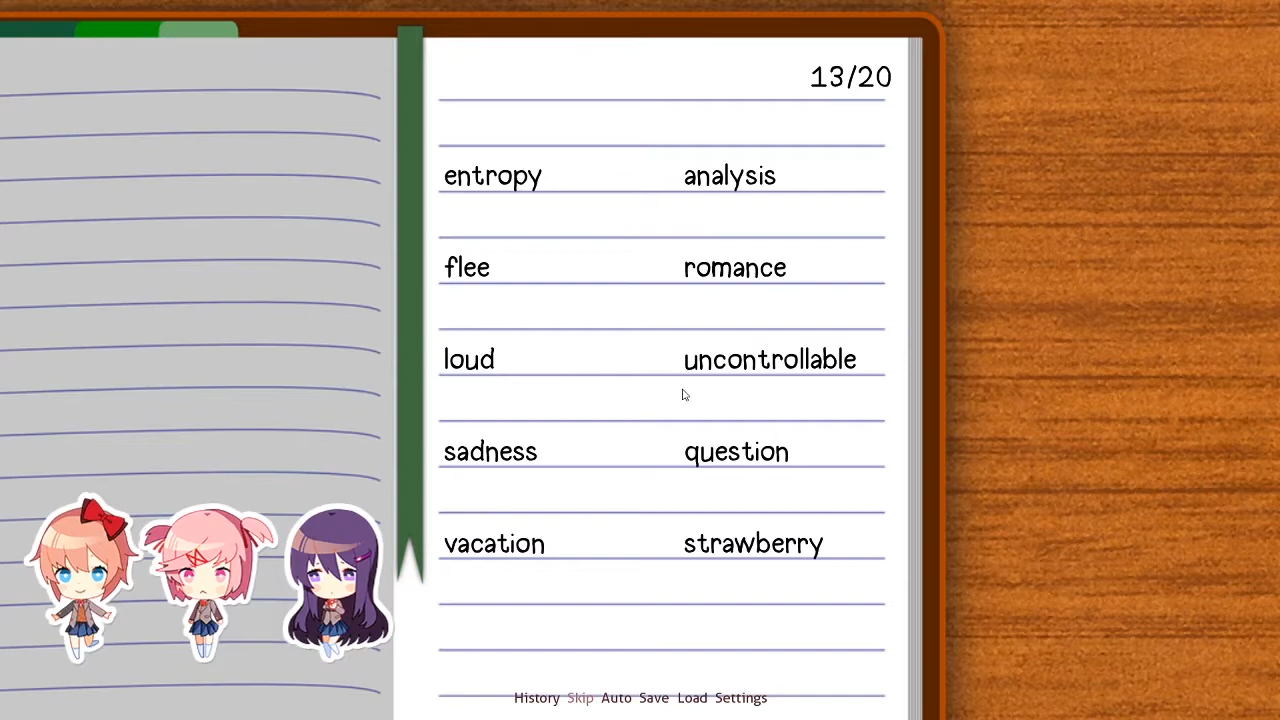 13/20
entropy analysis
flee romance
loud uncontrollable
sadness question
vacation strawberry
History Skip Auto Save Load Settings